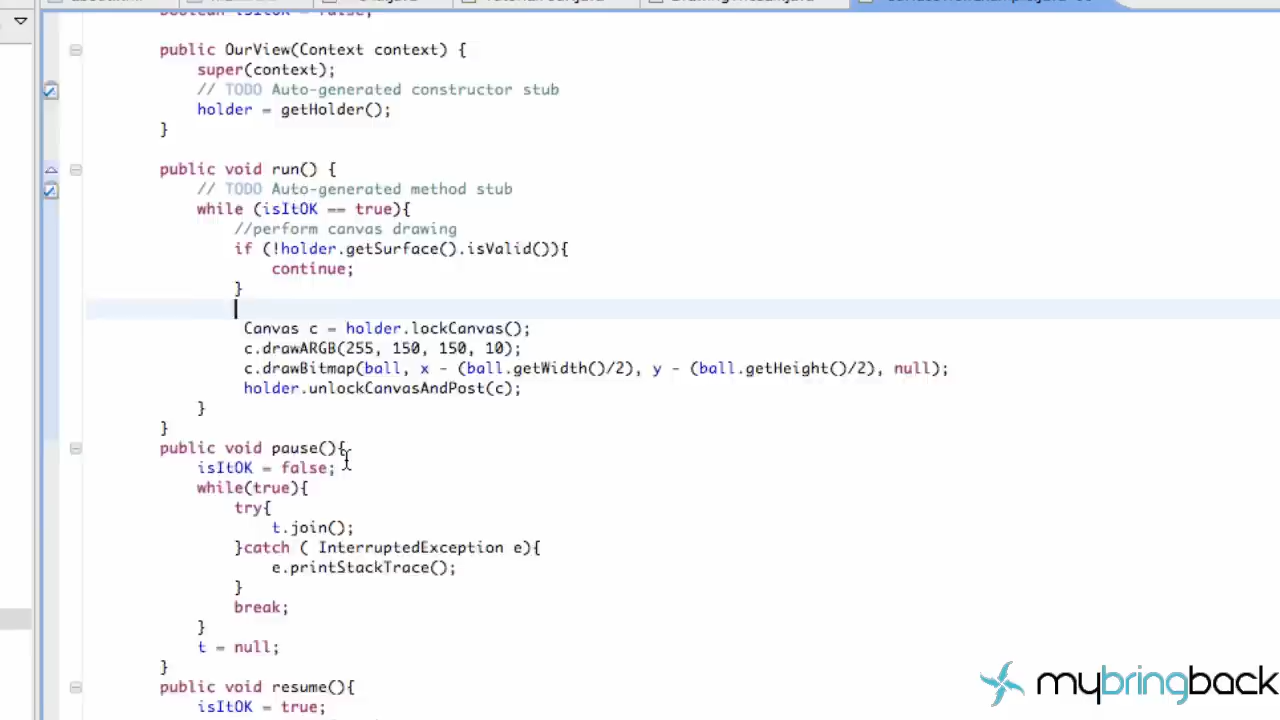 boolean isItOK = false;
public OurView(Context context) {
super(context);
// TODO Auto-generated constructor stub
holder = getHolder();
}
public void run() {
// TODO Auto-generated method stub
while (isItOK == true){
//perform canvas drawing
if (!holder.getSurface().isValid()){
continue;
}
Canvas c = holder.lockCanvas();
c.drawARGB(255, 150, 150, 10);
c.drawBitmap(ball, x - (ball.getWidth()/2), y - (ball.getHeight()/2), null);
holder.unlockCanvasAndPost(c);
}
}
public void pause(){
isItOK = false;
while(true){
try{
t.join();
}catch ( InterruptedException e){
e.printStackTrace();
}
break;
}
t = null;
}
public void resume(){
isItOK = true;
mybringback